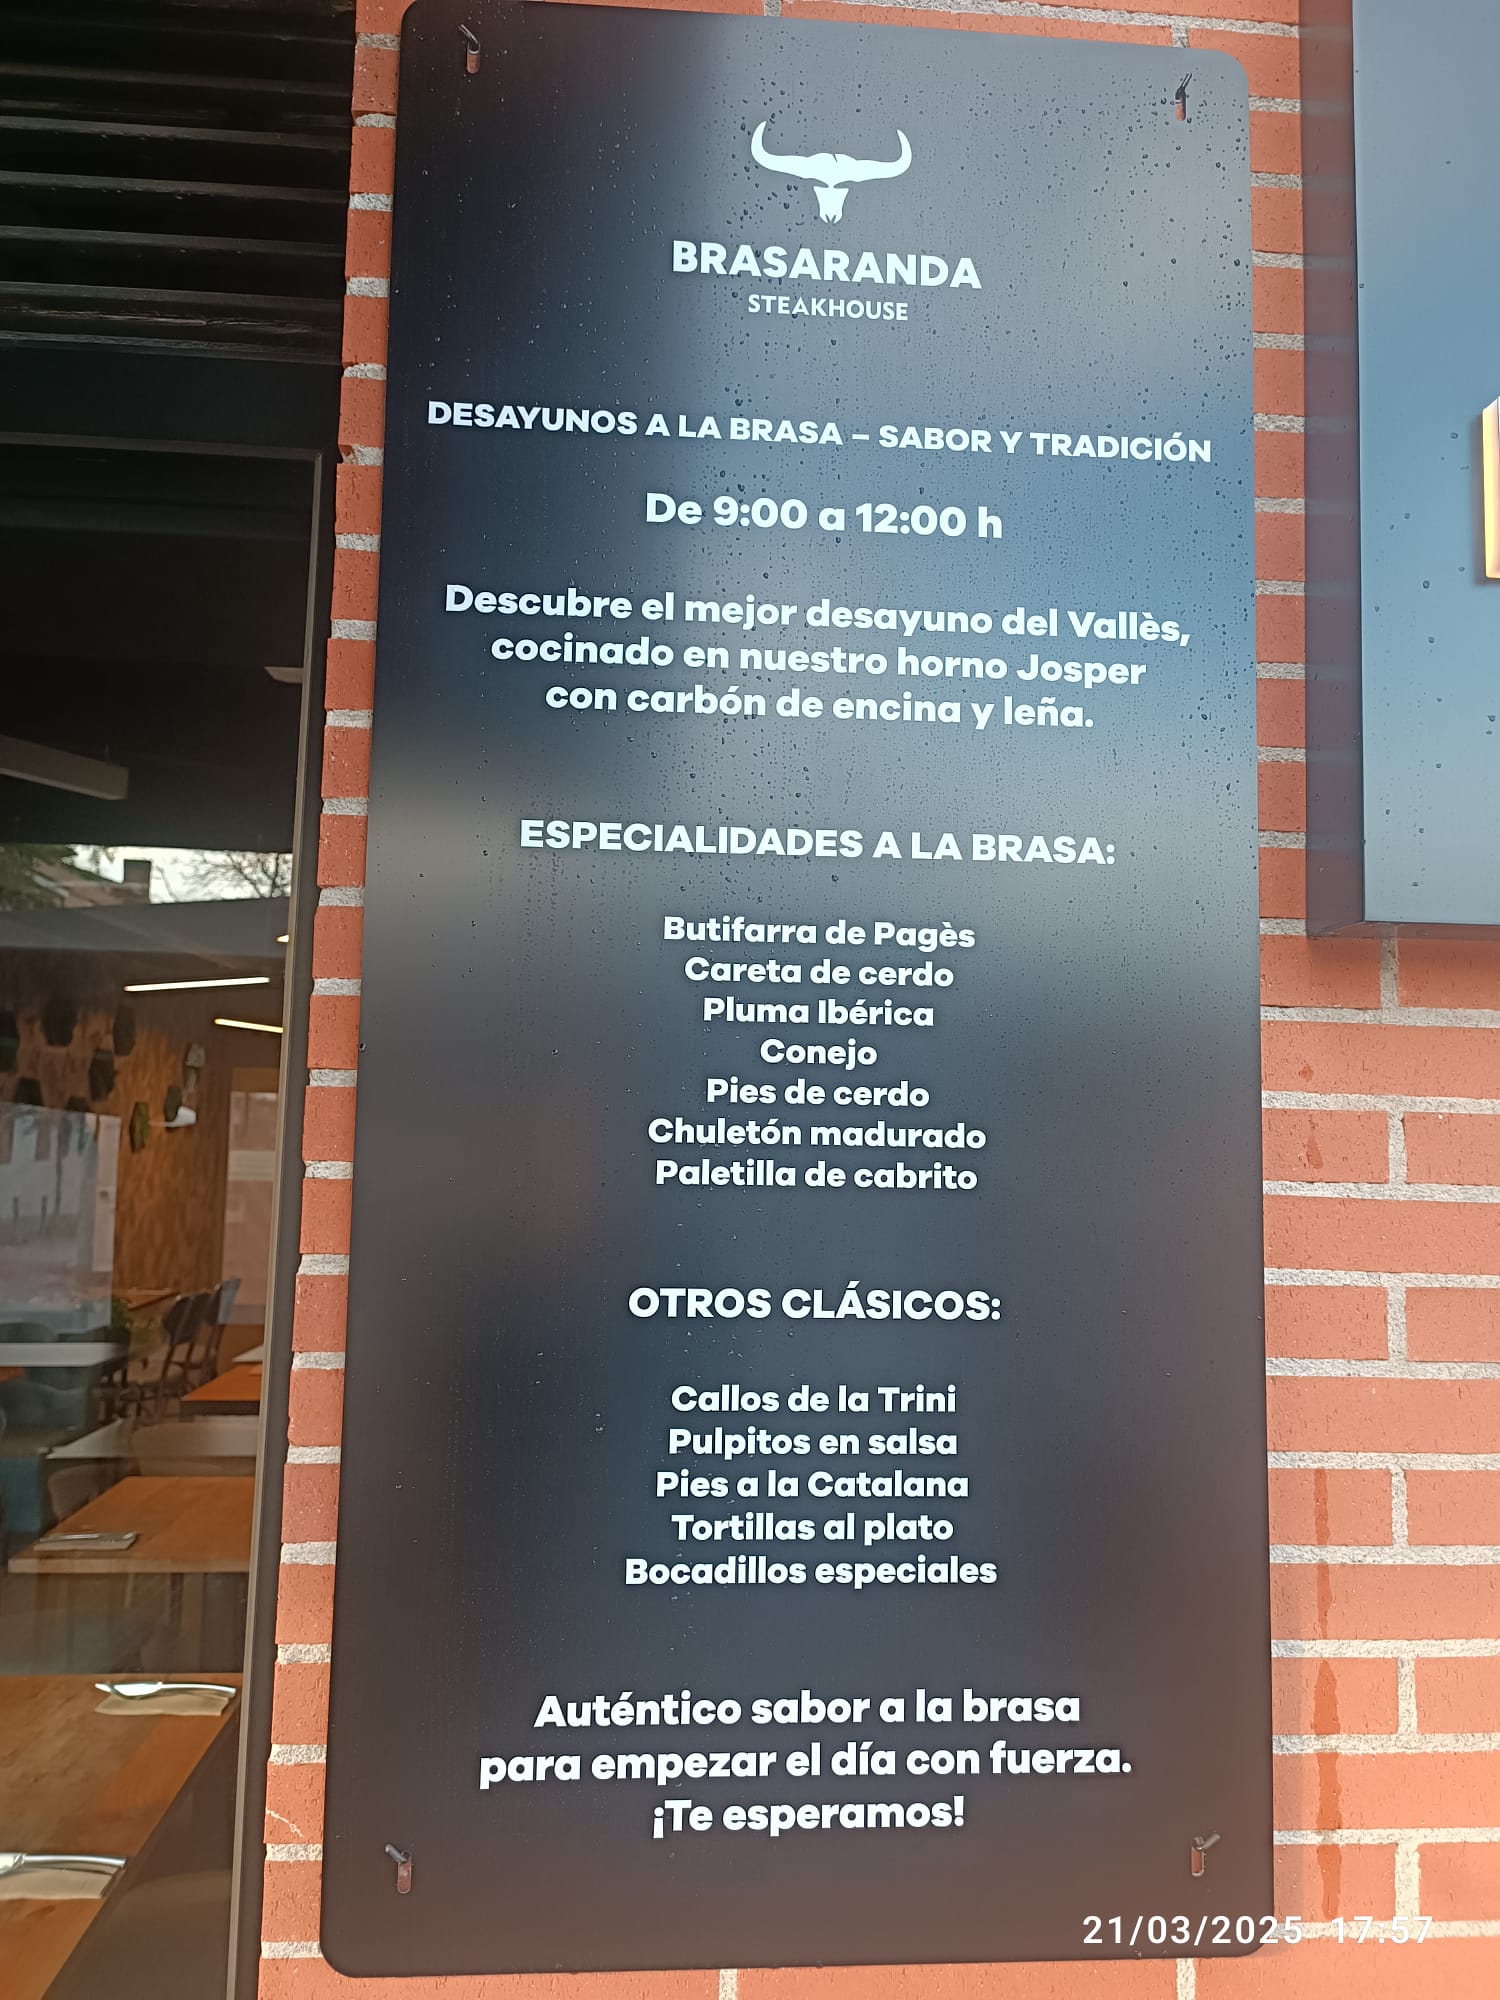 BRASARANDA
STEAKHOUSE
DESAYUNOS A LA BRASA – SABOR Y TRADICIÓN
De 9:00 a 12:00 h
Descubre el mejor desayuno del Vallès,
cocinado en nuestro horno Josper
con carbón de encina y leña.
ESPECIALIDADES A LA BRASA:
Butifarra de Pagès
Careta de cerdo
Pluma Ibérica
Conejo
Pies de cerdo
Chuletón madurado
Paletilla de cabrito
OTROS CLÁSICOS:
Callos de la Trini
Pulpitos en salsa
Pies a la Catalana
Tortillas al plato
Bocadillos especiales
Auténtico sabor a la brasa
para empezar el día con fuerza.
¡Te esperamos!
21/03/2025 17:57